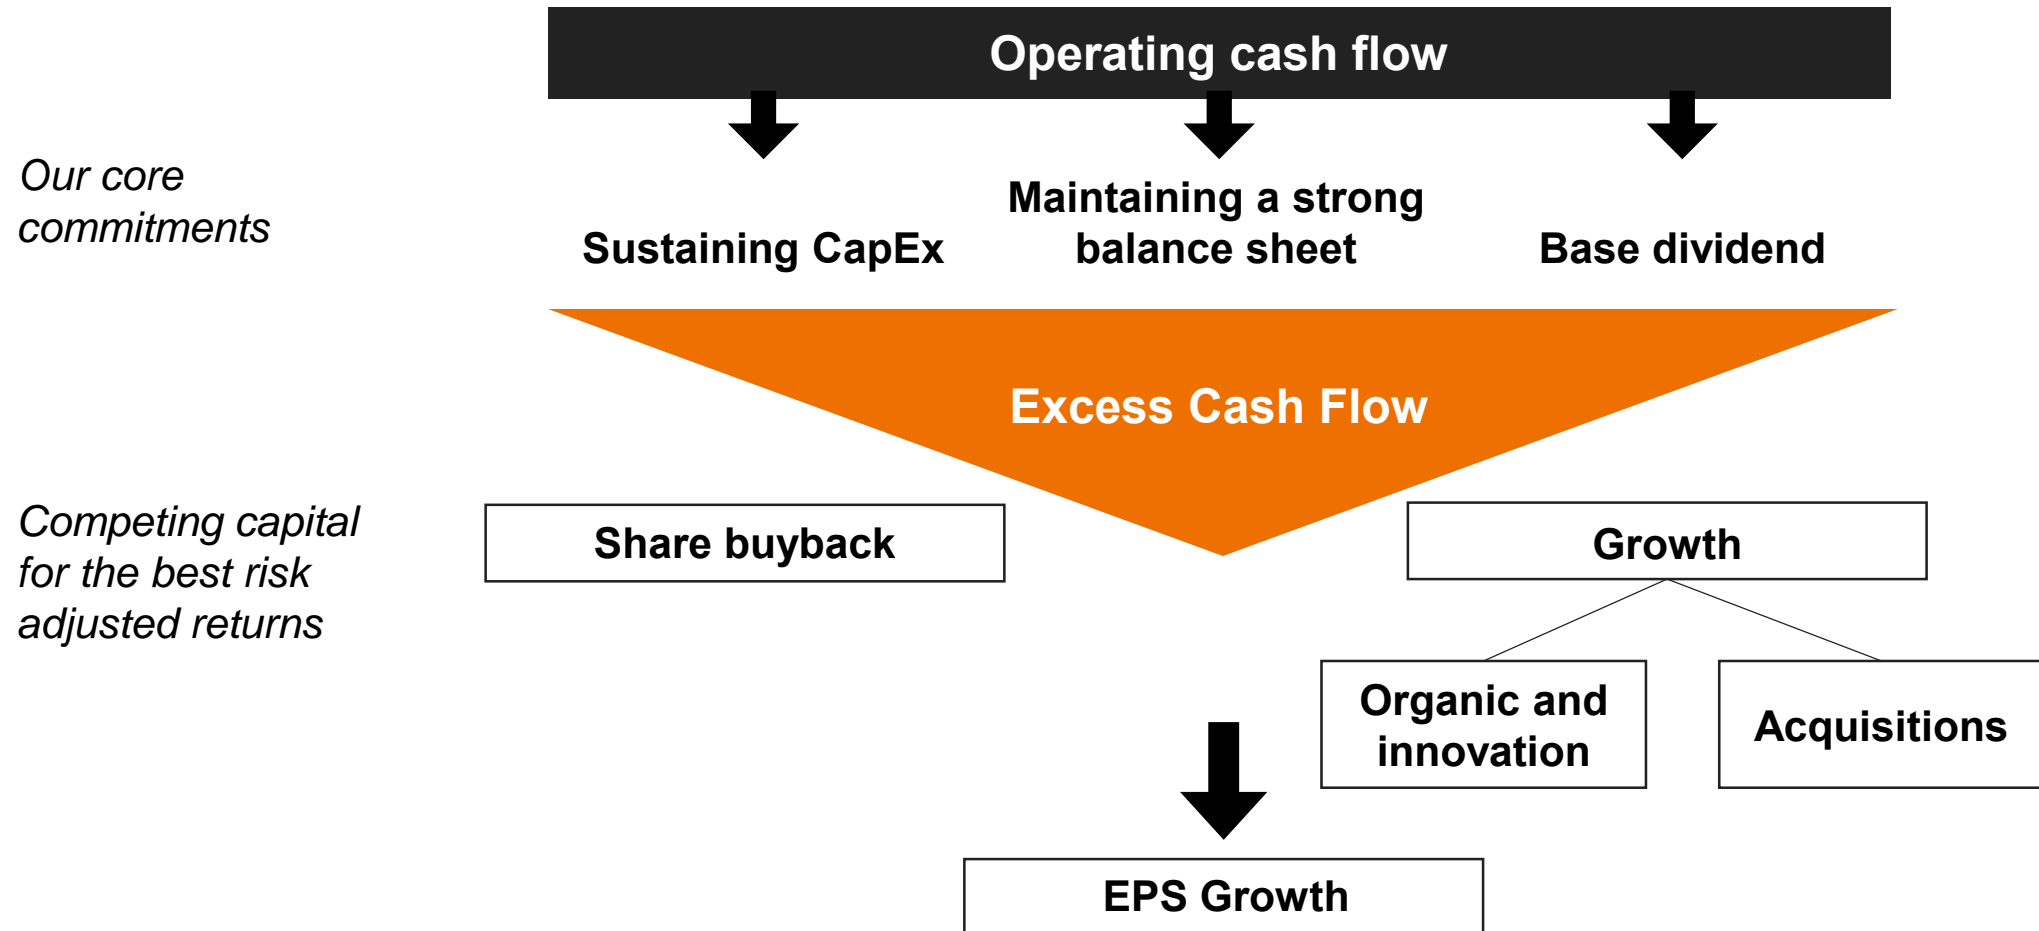 Operating cash flow
Our core
commitments
Sustaining CapEx
Maintaining a strong
balance sheet
Base dividend
Excess Cash Flow
Competing capital
for the best risk
adjusted returns
Share buyback
Growth
Organic and
innovation
Acquisitions
EPS Growth